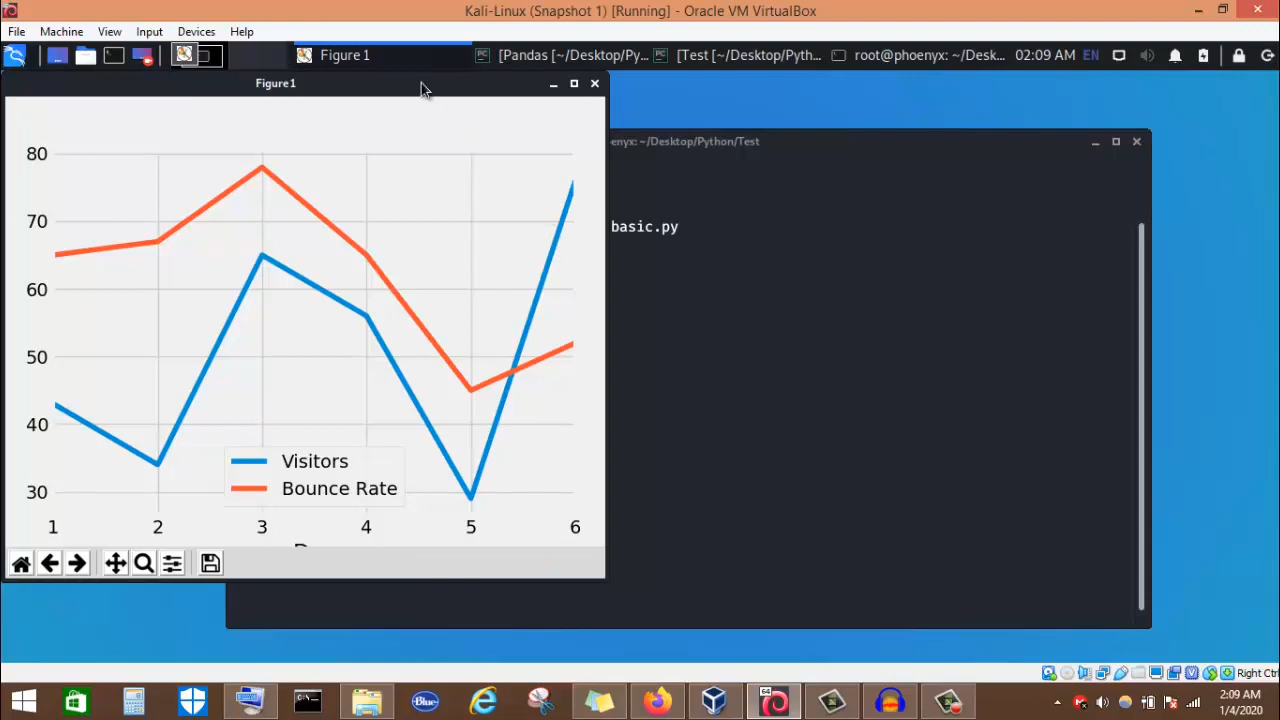 Kali-Linux (Snapshot 1) [Running] - Oracle VM VirtualBox
File Machine View Input Devices Help
Figure 1 [Pandas [~/Desktop/Py... [Test [~/Desktop/Pyth... root@phoenyx: ~/Desk... 02:09 AM EN
Figure1
enyx: ~/Desktop/Python/Test
basic.py
80
70
60
50
40
30
Visitors
Bounce Rate
1 2 3 4 5 6
Right Ctrl
Blue
64
2:09 AM
1/4/2020